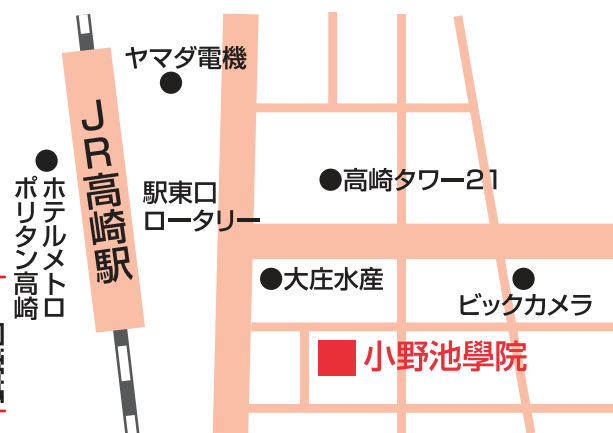 ヤマダ電機
JR高崎駅
ホテルメトロ
ポリタン高崎
駅東口
ロータリー
高崎タワー21
大庄水産
ビックカメラ
小野池學院